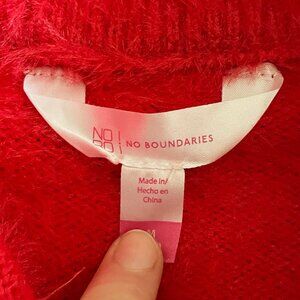 NO
BO
NO BOUNDARIES
Made in/
Hecho en
China
M